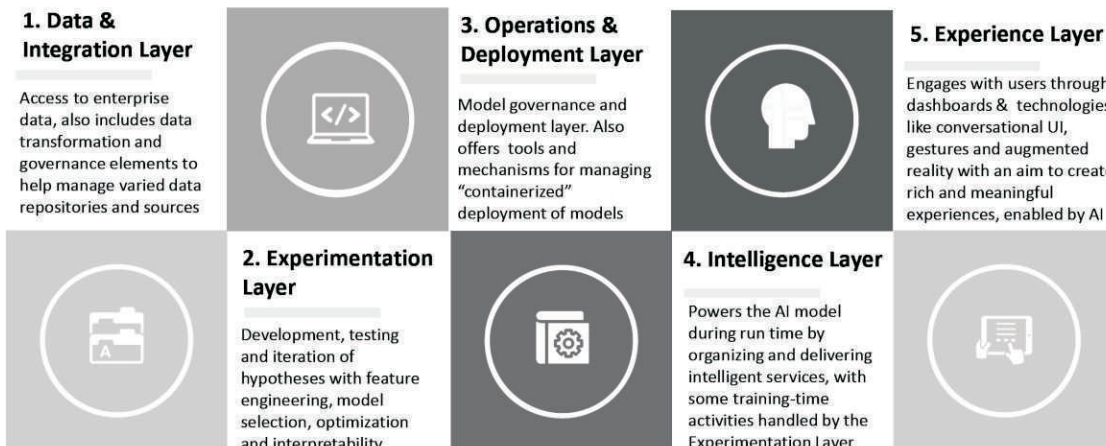 1. Data &
Integration Layer
Access to enterprise
data, also includes data
transformation and
governance elements to
help manage varied data
repositories and sources
</>
3. Operations &
Deployment Layer
Model governance and
deployment layer. Also
offers tools and
mechanisms for managing
“containerized”
deployment of models
5. Experience Layer
Engages with users through
dashboards & technologies
like conversational UI,
gestures and augmented
reality with an aim to create
rich and meaningful
experiences, enabled by AI
A
2. Experimentation
Layer
Development, testing
and iteration of
hypotheses with feature
engineering, model
selection, optimization
and interpretability
4. Intelligence Layer
Powers the AI model
during run time by
organizing and delivering
intelligent services, with
some training-time
activities handled by the
Experimentation Layer